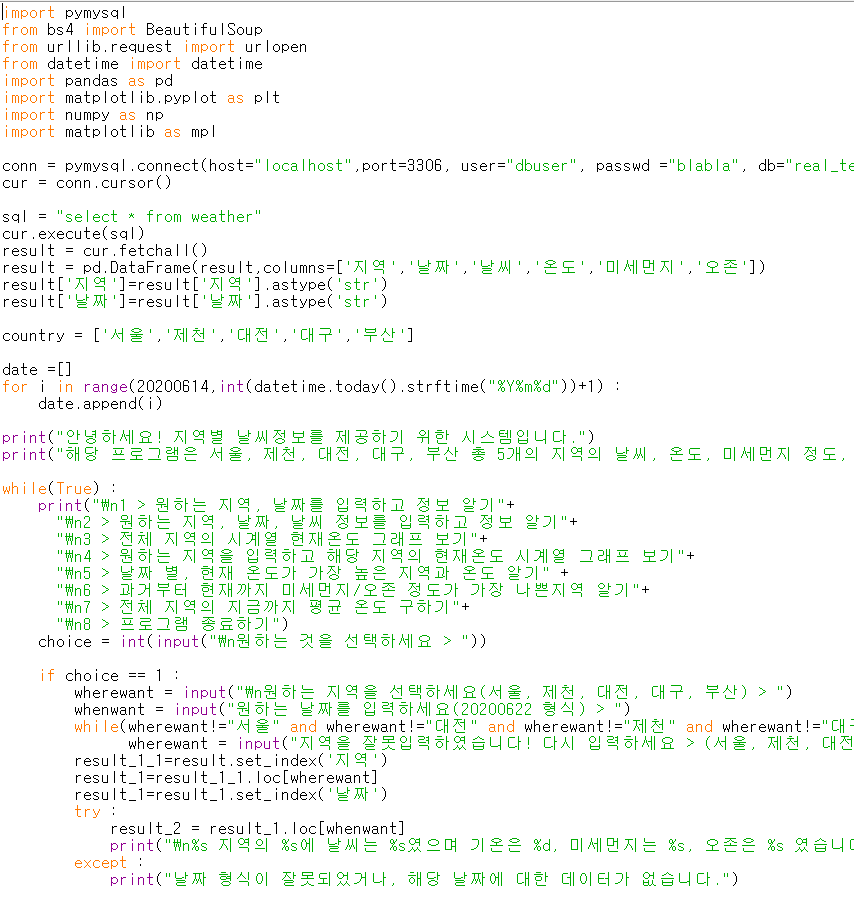 import pymysql
from bs4 import BeautifulSoup
from urllib.request import urlopen
from datetime import datetime
import pandas as pd
import matplotlib.pyplot as plt
import numpy as np
import matplotlib as mpl
conn = pymysql.connect(host="localhost",port=3306, user="dbuser", passwd ="blabla", db="real_te
cur = conn.cursor()
sql = "select * from weather"
cur.execute(sql)
result = cur.fetchall()
result = pd.DataFrame(result,columns=['지역','날짜','날씨','온도','미세먼지','오존'])
result['지역']=result['지역'].astype('str')
result['날짜']=result['날짜'].astype('str')
country = ['서울','제천','대전','대구','부산']
date =[]
for i in range(20200614,int(datetime.today().strftime("%Y%m%d"))+1) :
    date.append(i)
print("안녕하세요! 지역별 날씨정보를 제공하기 위한 시스템입니다.")
print("해당 프로그램은 서울, 제천, 대전, 대구, 부산 총 5개의 지역의 날씨, 온도, 미세먼지 정도,
while(True) :
    print("₩n1 > 원하는 지역, 날짜를 입력하고 정보 알기"+
      "₩n2 > 원하는 지역, 날짜, 날씨 정보를 입력하고 정보 알기"+
      "₩n3 > 전체 지역의 시계열 현재온도 그래프 보기"+
      "₩n4 > 원하는 지역을 입력하고 해당 지역의 현재온도 시계열 그래프 보기"+
      "₩n5 > 날짜 별, 현재 온도가 가장 높은 지역과 온도 알기" +
      "₩n6 > 과거부터 현재까지 미세먼지/오존 정도가 가장 나쁜지역 알기"+
      "₩n7 > 전체 지역의 지금까지 평균 온도 구하기"+
      "₩n8 > 프로그램 종료하기")
    choice = int(input("₩n원하는 것을 선택하세요 > "))
    if choice == 1 :
        wherewant = input("₩n원하는 지역을 선택하세요(서울, 제천, 대전, 대구, 부산) > ")
        whenwant = input("원하는 날짜를 입력하세요(20200622 형식) > ")
        while(wherewant!="서울" and wherewant!="대전" and wherewant!="제천" and wherewant!="대구
              wherewant = input("지역을 잘못입력하였습니다! 다시 입력하세요 > (서울, 제천, 대전
        result_1_1=result.set_index('지역')
        result_1=result_1_1.loc[wherewant]
        result_1=result_1.set_index('날짜')
        try :
            result_2 = result_1.loc[whenwant]
            print("₩n%s 지역의 %s에 날씨는 %s였으며 기온은 %d, 미세먼지는 %s, 오존은 %s 였습니다
        except :
            print("날짜 형식이 잘못되었거나, 해당 날짜에 대한 데이터가 없습니다.")